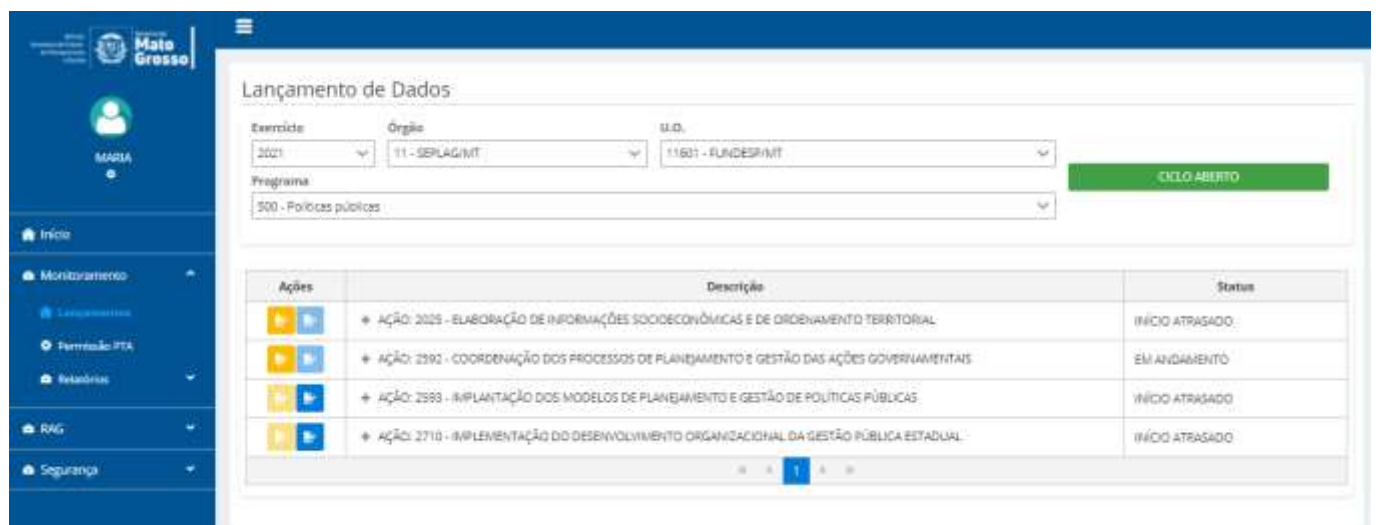 Mato
Grosso
MARIA
Início
Monitoramento
Lançamentos
Permissão PTA
Relatórios
RAG
Segurança
Lançamento de Dados
Exercício Órgão U.O.
2021 11 - SEPLAG/MT 11601 - FUNDESP/MT
CICLO ABERTO
Programa
500 - Políticas públicas
Ações Descrição Status
AÇÃO: 2025 - ELABORAÇÃO DE INFORMAÇÕES SOCIOECONÔMICAS E DE ORDENAMENTO TERRITORIAL INÍCIO ATRASADO
AÇÃO: 2592 - COORDENAÇÃO DOS PROCESSOS DE PLANEJAMENTO E GESTÃO DAS AÇÕES GOVERNAMENTAIS EM ANDAMENTO
AÇÃO: 2593 - IMPLANTAÇÃO DOS MODELOS DE PLANEJAMENTO E GESTÃO DE POLÍTICAS PÚBLICAS INÍCIO ATRASADO
AÇÃO: 2710 - IMPLEMENTAÇÃO DO DESENVOLVIMENTO ORGANIZACIONAL DA GESTÃO PÚBLICA ESTADUAL INÍCIO ATRASADO
1